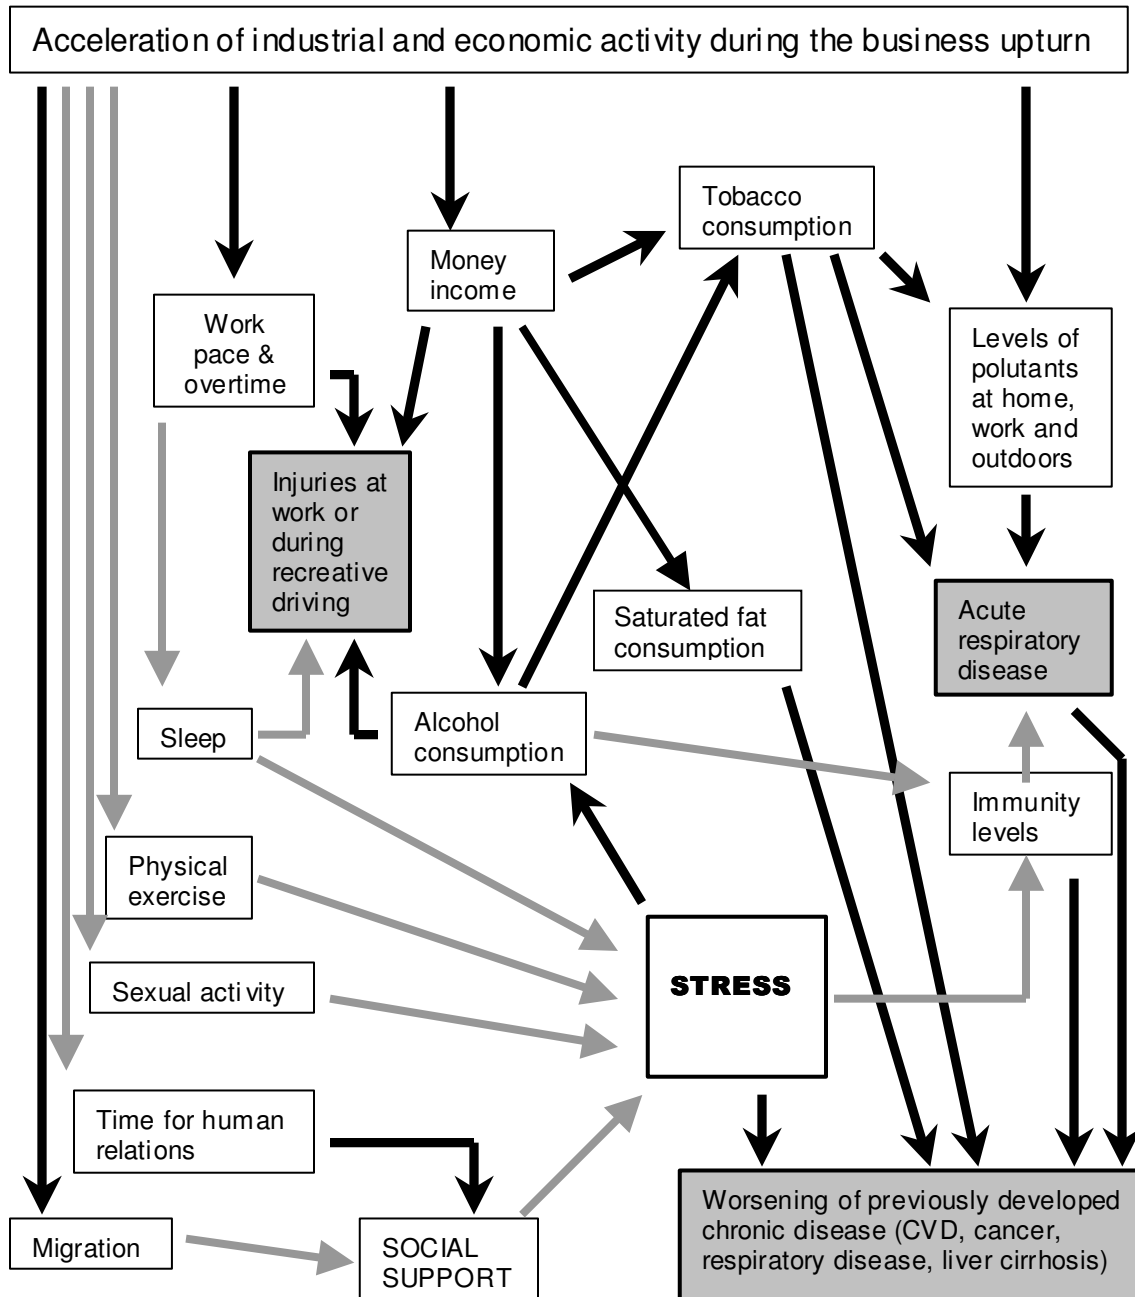 Acceleration of industrial and economic activity during the business upturn
Tobacco
consumption
Money
income
Work
pace &
overtime
Levels of
polutants
at home,
work and
outdoors
Injuries at
work or
during
recreative
driving
Saturated fat
consumption
Acute
respiratory
disease
Sleep
Alcohol
consumption
Immunity
levels
Physical
exercise
STRESS
Sexual activity
Time for human
relations
Migration
SOCIAL
SUPPORT
Worsening of previously developed
chronic disease (CVD, cancer,
respiratory disease, liver cirrhosis)